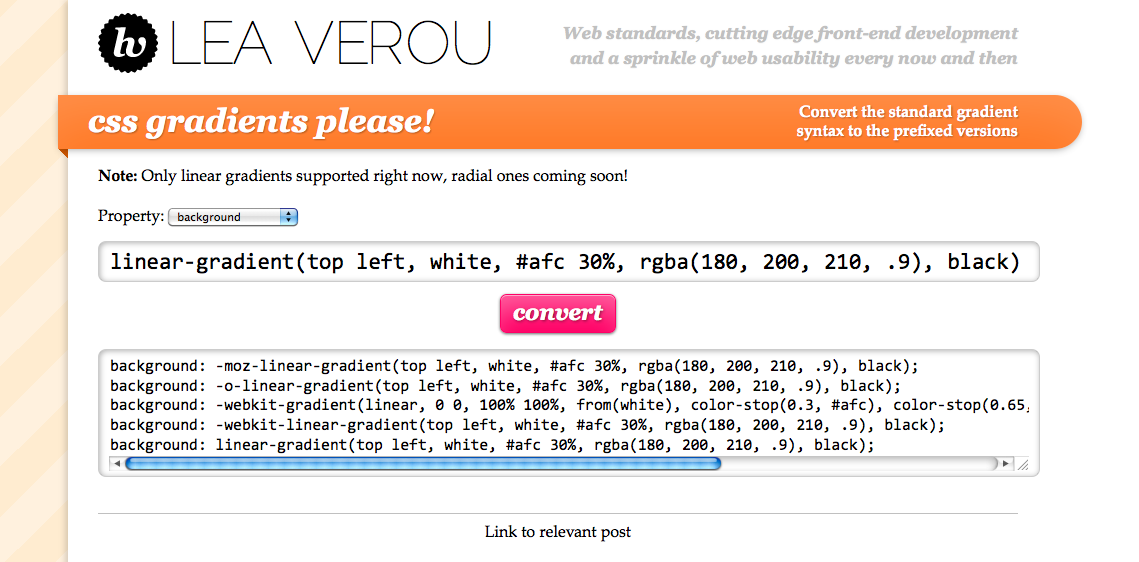 lv LEA VEROU
Web standards, cutting edge front-end development
and a sprinkle of web usability every now and then
css gradients please!
Convert the standard gradient
syntax to the prefixed versions
Note: Only linear gradients supported right now, radial ones coming soon!
Property: background
linear-gradient(top left, white, #afc 30%, rgba(180, 200, 210, .9), black)
convert
background: -moz-linear-gradient(top left, white, #afc 30%, rgba(180, 200, 210, .9), black);
background: -o-linear-gradient(top left, white, #afc 30%, rgba(180, 200, 210, .9), black);
background: -webkit-gradient(linear, 0 0, 100% 100%, from(white), color-stop(0.3, #afc), color-stop(0.65,
background: -webkit-linear-gradient(top left, white, #afc 30%, rgba(180, 200, 210, .9), black);
background: linear-gradient(top left, white, #afc 30%, rgba(180, 200, 210, .9), black);
Link to relevant post